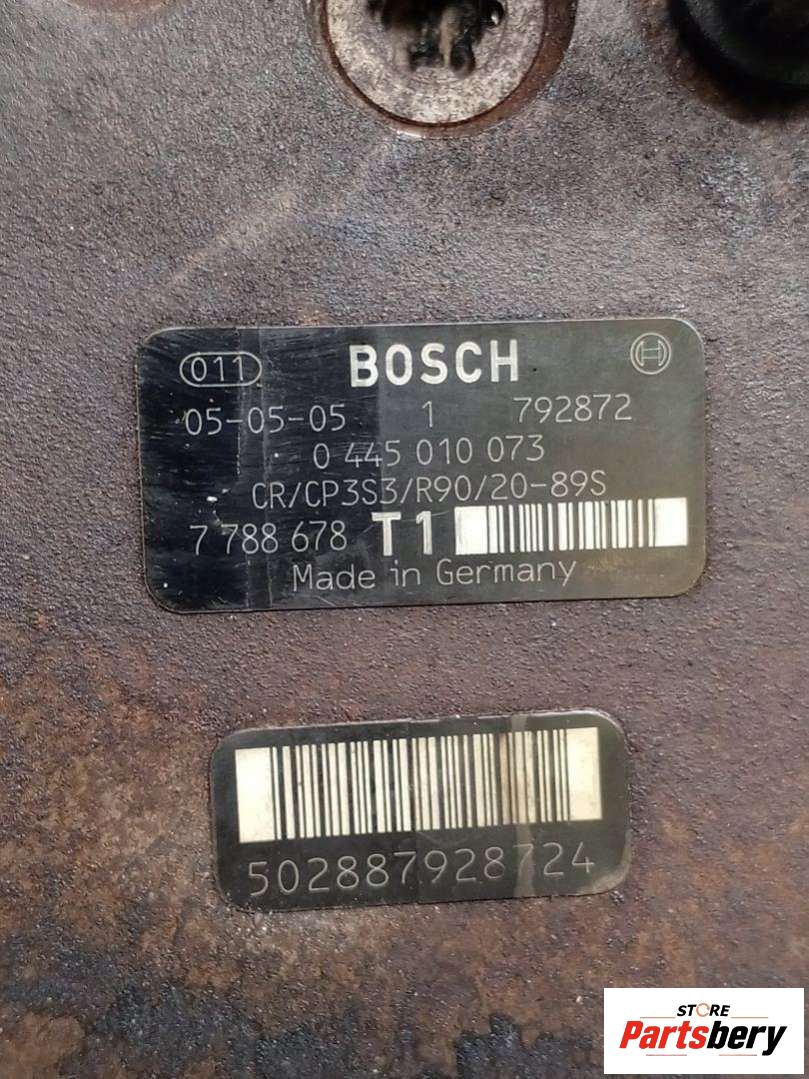 011 BOSCH
05-05-05 1 792872
0 445 010 073
CR/CP3S3/R90/20-89S
7 788 678 T1
Made in Germany
502887928724
STORE
Partsbery